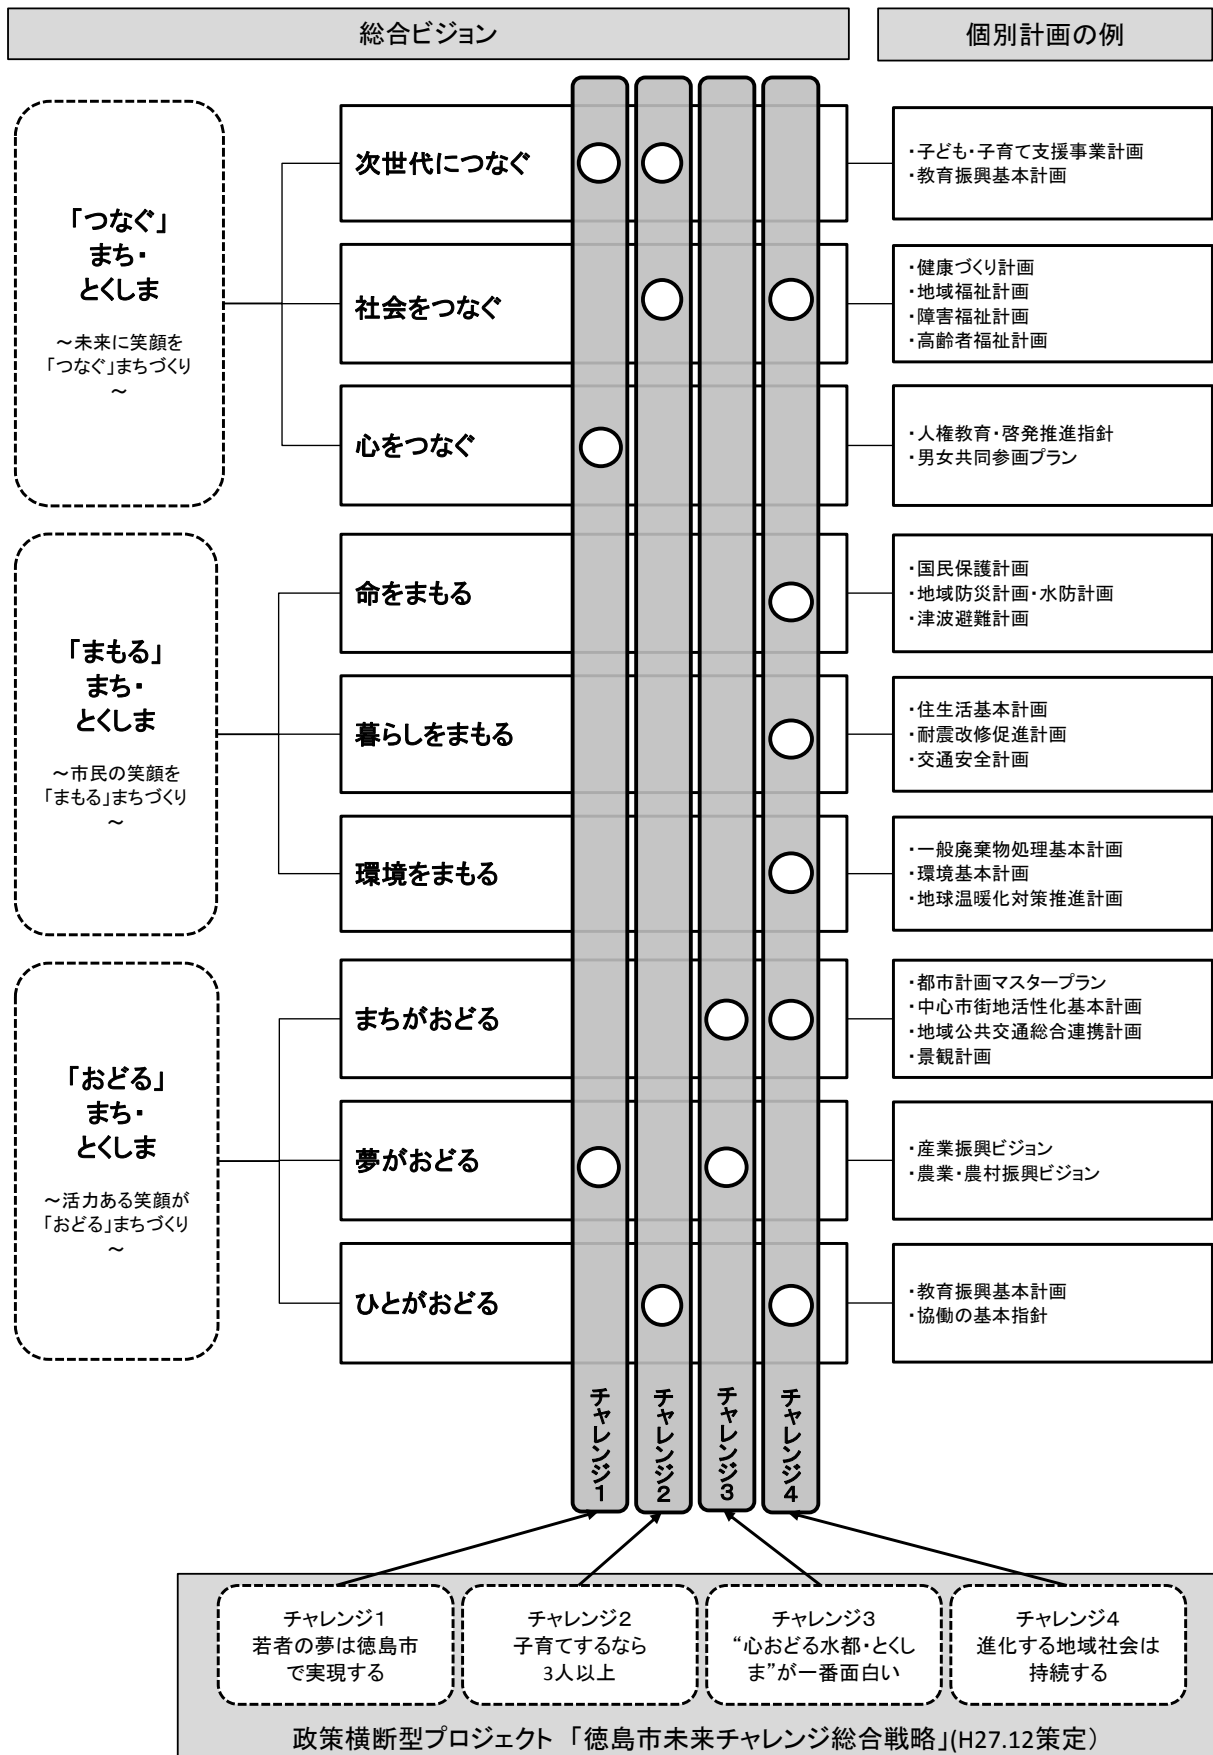 総合ビジョン
個別計画の例
「つなぐ」
まち・
とくしま
～未来に笑顔を
「つなぐ」まちづくり
～
次世代につなぐ
・子ども・子育て支援事業計画
・教育振興基本計画
社会をつなぐ
・健康づくり計画
・地域福祉計画
・障害福祉計画
・高齢者福祉計画
心をつなぐ
・人権教育・啓発推進指針
・男女共同参画プラン
「まもる」
まち・
とくしま
～市民の笑顔を
「まもる」まちづくり
～
命をまもる
・国民保護計画
・地域防災計画・水防計画
・津波避難計画
暮らしをまもる
・住生活基本計画
・耐震改修促進計画
・交通安全計画
環境をまもる
・一般廃棄物処理基本計画
・環境基本計画
・地球温暖化対策推進計画
「おどる」
まち・
とくしま
～活力ある笑顔が
「おどる」まちづくり
～
まちがおどる
・都市計画マスタープラン
・中心市街地活性化基本計画
・地域公共交通総合連携計画
・景観計画
夢がおどる
・産業振興ビジョン
・農業・農村振興ビジョン
ひとがおどる
・教育振興基本計画
・協働の基本指針
チャレンジ1
チャレンジ2
チャレンジ3
チャレンジ4
チャレンジ1
若者の夢は徳島市
で実現する
チャレンジ2
子育てするなら
3人以上
チャレンジ3
“心おどる水都・とくし
ま”が一番面白い
チャレンジ4
進化する地域社会は
持続する
政策横断型プロジェクト 「徳島市未来チャレンジ総合戦略」(H27.12策定)